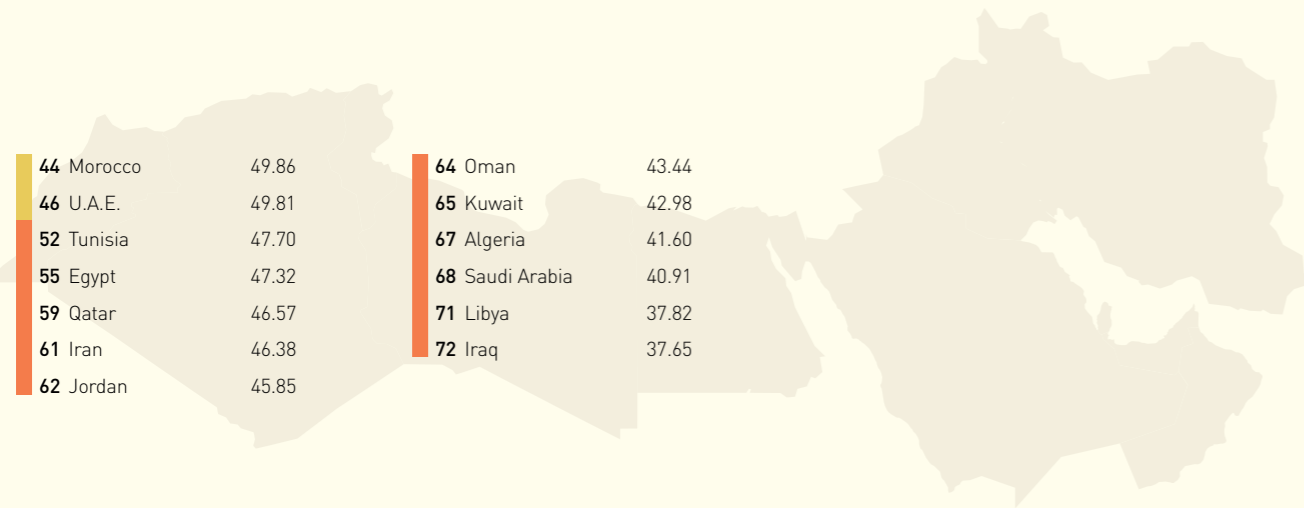 44 Morocco 49.86
46 U.A.E. 49.81
52 Tunisia 47.70
55 Egypt 47.32
59 Qatar 46.57
61 Iran 46.38
62 Jordan 45.85
64 Oman 43.44
65 Kuwait 42.98
67 Algeria 41.60
68 Saudi Arabia 40.91
71 Libya 37.82
72 Iraq 37.65